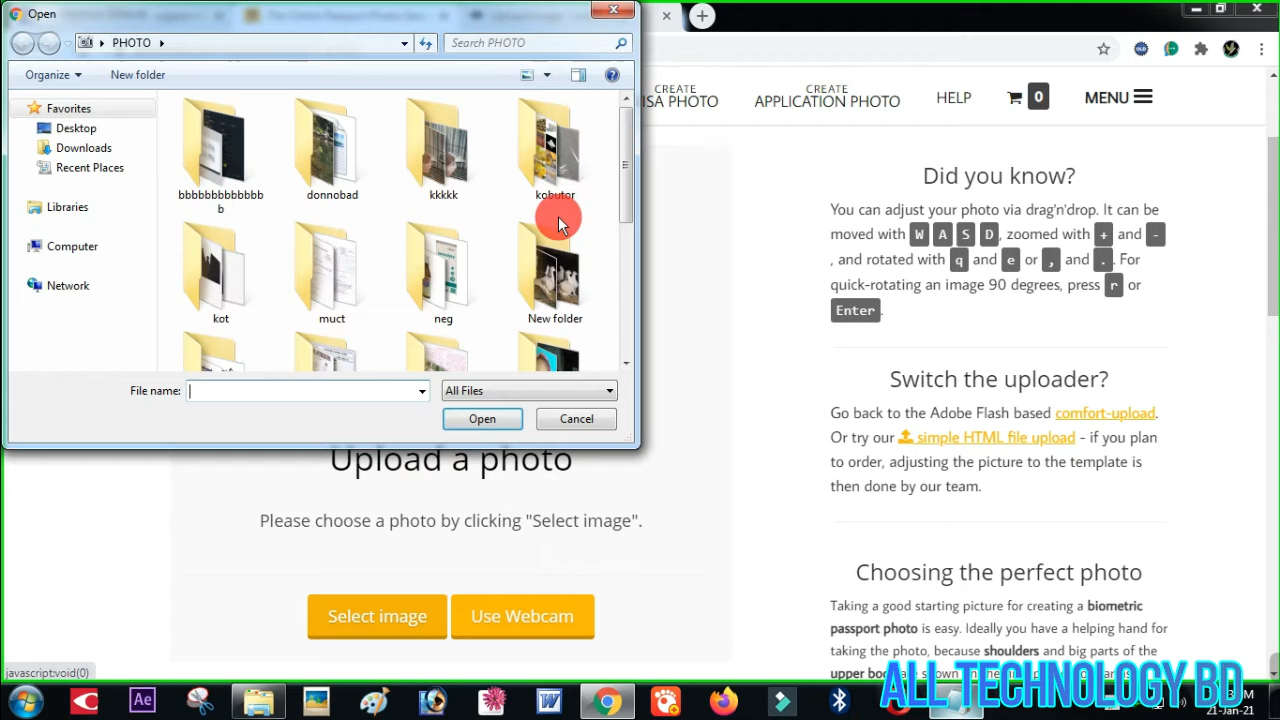 Open
PHOTO
Search PHOTO
Organize
New folder
Favorites
Desktop
Downloads
Recent Places
Libraries
Computer
Network
bbbbbbbbbbbbb
b
donnobad
kkkkk
kobutor
kot
muct
neg
New folder
File name:
All Files
Open
Cancel
CREATE
ISA PHOTO
CREATE
APPLICATION PHOTO
HELP
0
MENU
Upload a photo
Please choose a photo by clicking "Select image".
Select image
Use Webcam
Did you know?
You can adjust your photo via drag'n'drop. It can be
moved with W A S D, zoomed with + and -
, and rotated with q and e or , and . . For
quick-rotating an image 90 degrees, press r or
Enter.
Switch the uploader?
Go back to the Adobe Flash based comfort-upload.
Or try our simple HTML file upload - if you plan
to order, adjusting the picture to the template is
then done by our team.
Choosing the perfect photo
Taking a good starting picture for creating a biometric
passport photo is easy. Ideally you have a helping hand for
taking the photo, because shoulders and big parts of the
upper
javascript:void(0)
Ae
W
ALL TECHNOLOGY BD
21-Jan-21